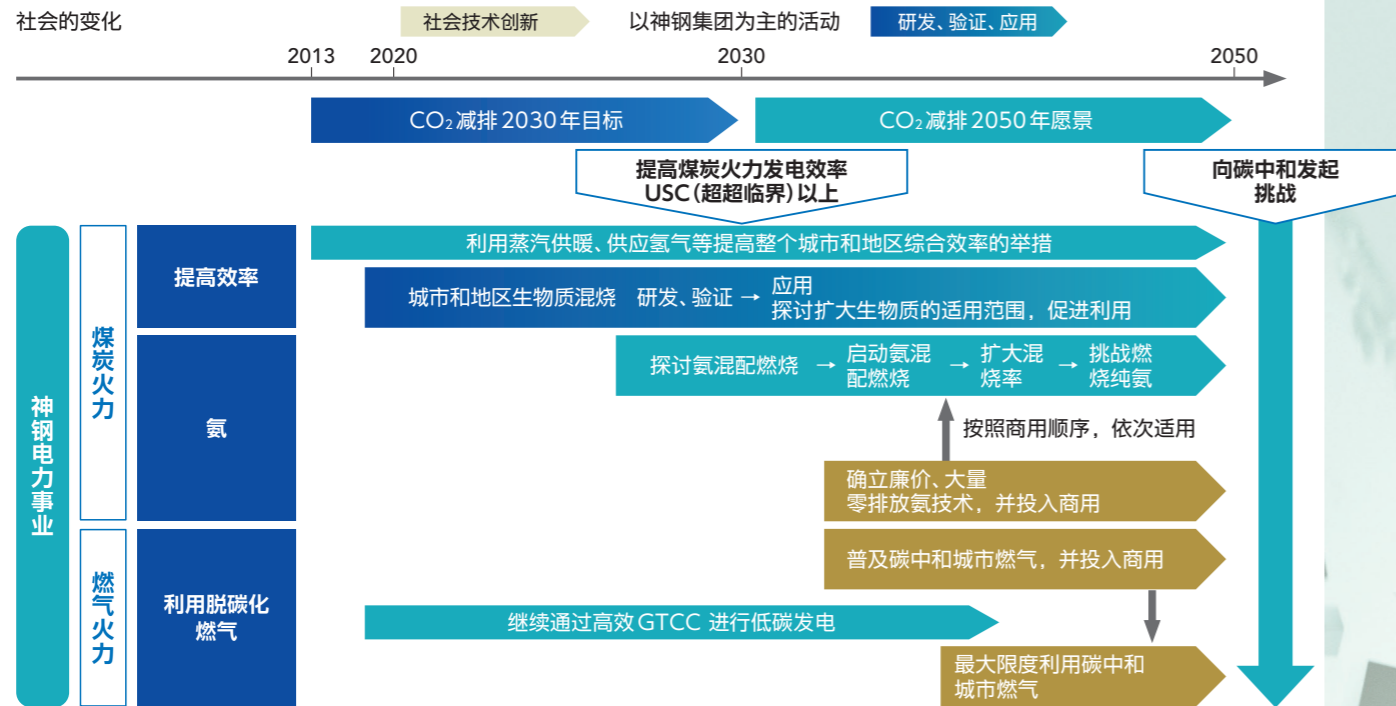 社会的变化
社会技术创新
以神钢集团为主的活动
研发、验证、应用
2013
2020
2030
2050
CO₂减排2030年目标
CO₂减排2050年愿景
提高煤炭火力发电效率
USC(超超临界)以上
向碳中和发起
挑战
神钢电力事业
煤炭火力
提高效率
利用蒸汽供暖、供应氢气等提高整个城市和地区综合效率的举措
城市和地区生物质混烧 研发、验证 →
应用
探讨扩大生物质的适用范围，促进利用
氨
探讨氨混配燃烧 →
启动氨混
配燃烧
→
扩大混
烧率
→
挑战燃
烧纯氨
按照商用顺序，依次适用
确立廉价、大量
零排放氨技术，并投入商用
燃气火力
利用脱碳化
燃气
普及碳中和城市燃气，并投入商用
继续通过高效GTCC 进行低碳发电
最大限度利用碳中和
城市燃气